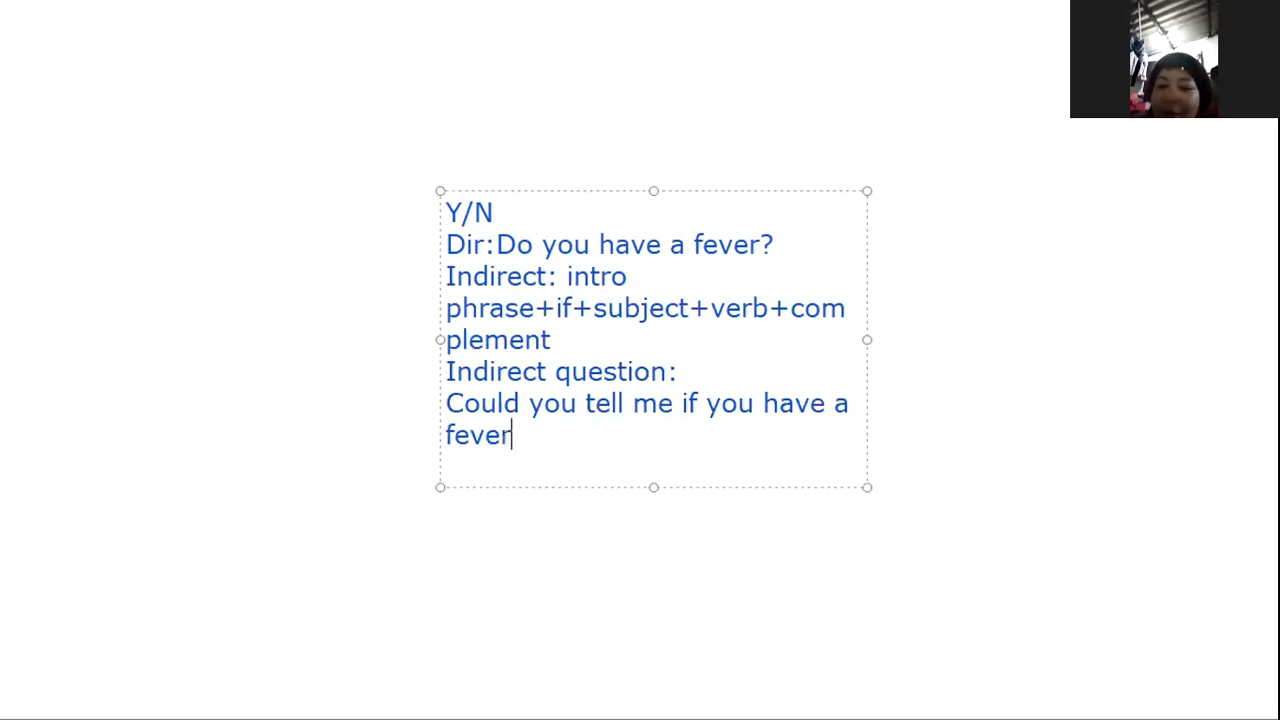 Y/N
Dir:Do you have a fever?
Indirect: intro
phrase+if+subject+verb+com
plement
Indirect question:
Could you tell me if you have a
fever